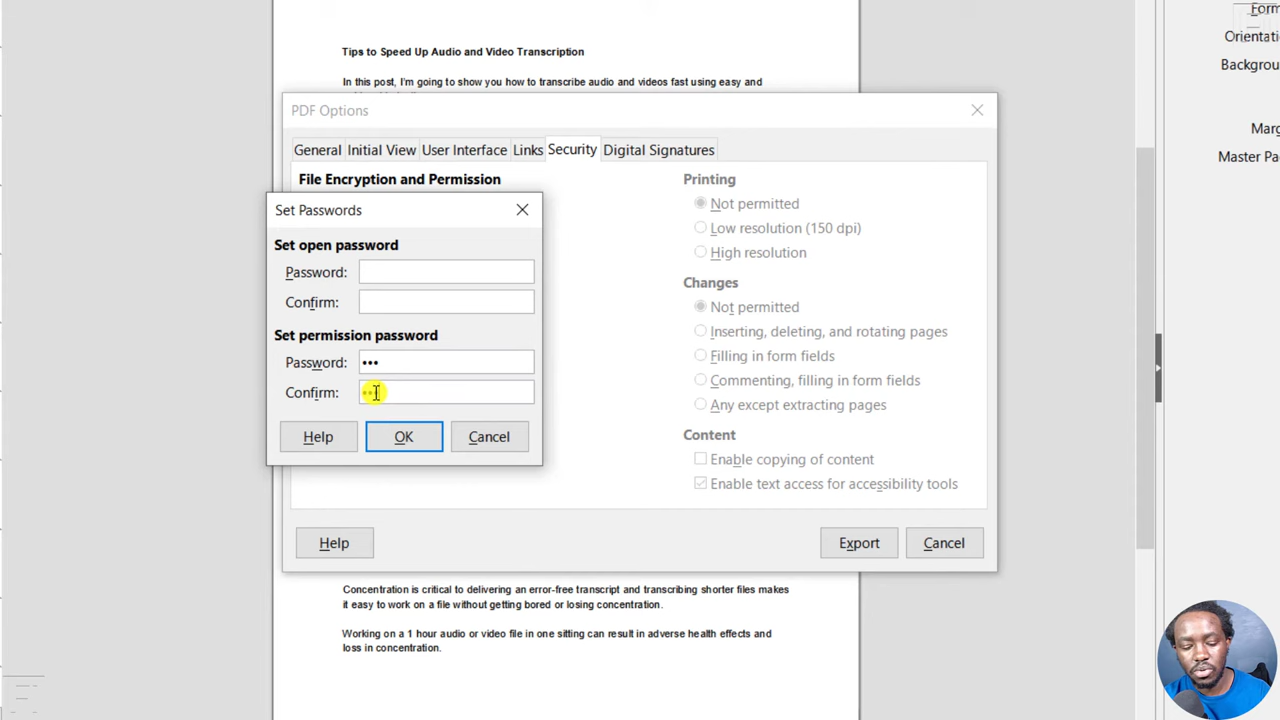 Tips to Speed Up Audio and Video Transcription
In this post, I'm going to show you how to transcribe audio and videos fast using easy and
PDF Options
General Initial View User Interface Links Security Digital Signatures
File Encryption and Permission
Set Passwords
Set open password
Password:
Confirm:
Set permission password
Password: •••
Confirm:
Help OK Cancel
Printing
Not permitted
Low resolution (150 dpi)
High resolution
Changes
Not permitted
Inserting, deleting, and rotating pages
Filling in form fields
Commenting, filling in form fields
Any except extracting pages
Content
Enable copying of content
Enable text access for accessibility tools
Help Export Cancel
Concentration is critical to delivering an error-free transcript and transcribing shorter files makes
it easy to work on a file without getting bored or losing concentration.
Working on a 1 hour audio or video file in one sitting can result in adverse health effects and
loss in concentration.